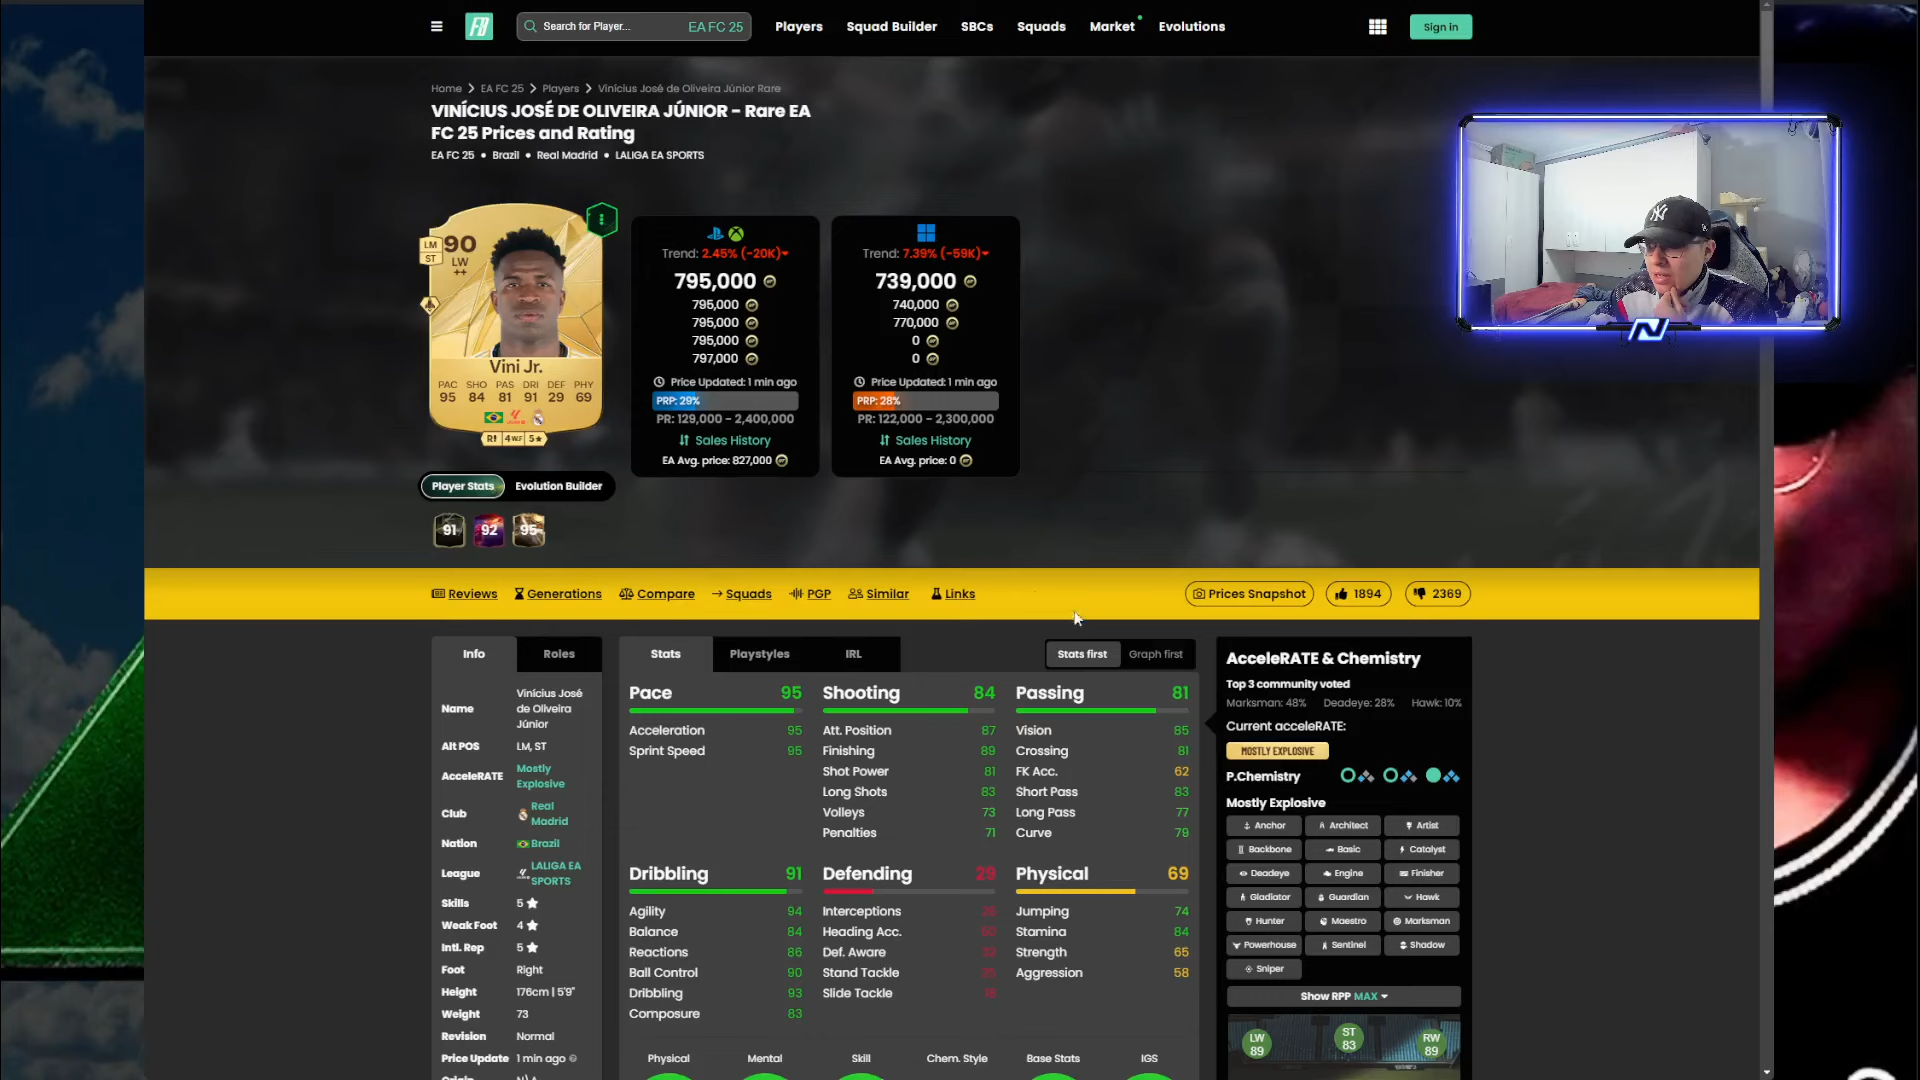 Search for Player... EA FC 25
Players Squad Builder SBCs Squads Market Evolutions
Sign in
Home > EA FC 25 > Players > Vinícius José de Oliveira Júnior Rare
VINÍCIUS JOSÉ DE OLIVEIRA JÚNIOR - Rare EA
FC 25 Prices and Rating
EA FC 25 • Brazil • Real Madrid • LALIGA EA SPORTS
LM
ST
90
LW
++
Vini Jr.
PAC SHO PAS DRI DEF PHY
95 84 81 91 29 69
4 W.F 5★
Trend: 2.45% (-20K)
795,000
795,000
795,000
795,000
797,000
Price Updated: 1 min ago
PRP: 29%
PR: 129,000 - 2,400,000
Sales History
EA Avg. price: 827,000
Trend: 7.39% (-59K)
739,000
740,000
770,000
0
0
Price Updated: 1 min ago
PRP: 28%
PR: 122,000 - 2,300,000
Sales History
EA Avg. price: 0
Player Stats Evolution Builder
91 92 95
Reviews Generations Compare Squads PGP Similar Links
Prices Snapshot 1894 2369
Info Roles
Name Vinícius José
de Oliveira
Júnior
Alt POS LM, ST
AcceleRATE Mostly
Explosive
Club Real
Madrid
Nation Brazil
League LALIGA EA
SPORTS
Skills 5 ★
Weak Foot 4 ★
Intl. Rep 5 ★
Foot Right
Height 176cm | 5'9"
Weight 73
Revision Normal
Price Update 1 min ago
Origin N\A
Stats Playstyles IRL
Stats first Graph first
Pace 95
Acceleration 95
Sprint Speed 95
Shooting 84
Att. Position 87
Finishing 89
Shot Power 81
Long Shots 83
Volleys 73
Penalties 71
Passing 81
Vision 85
Crossing 81
FK Acc. 62
Short Pass 83
Long Pass 77
Curve 79
Dribbling 91
Agility 94
Balance 84
Reactions 86
Ball Control 90
Dribbling 93
Composure 83
Defending 29
Interceptions 26
Heading Acc. 50
Def. Aware
Stand Tackle 25
Slide Tackle 18
Physical 69
Jumping 74
Stamina 84
Strength 65
Aggression 58
Physical Mental Skill Chem. Style Base Stats IGS
AcceleRATE & Chemistry
Top 3 community voted
Marksman: 48% Deadeye: 28% Hawk: 10%
Current acceleRATE:
MOSTLY EXPLOSIVE
P.Chemistry
Mostly Explosive
Anchor Architect Artist
Backbone Basic Catalyst
Deadeye Engine Finisher
Gladiator Guardian Hawk
Hunter Maestro Marksman
Powerhouse Sentinel Shadow
Sniper
Show RPP MAX
LW
89
ST
83
RW
89